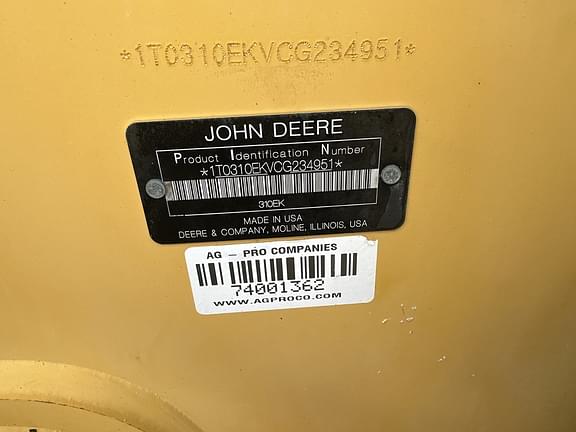 *1T0310EKVCG234951*
JOHN DEERE
Product Identification Number
*1T0310EKVCG234951*
310EK
MADE IN USA
DEERE & COMPANY, MOLINE, ILLINOIS, USA
AG – PRO COMPANIES
74001362
WWW.AGPROCO.COM